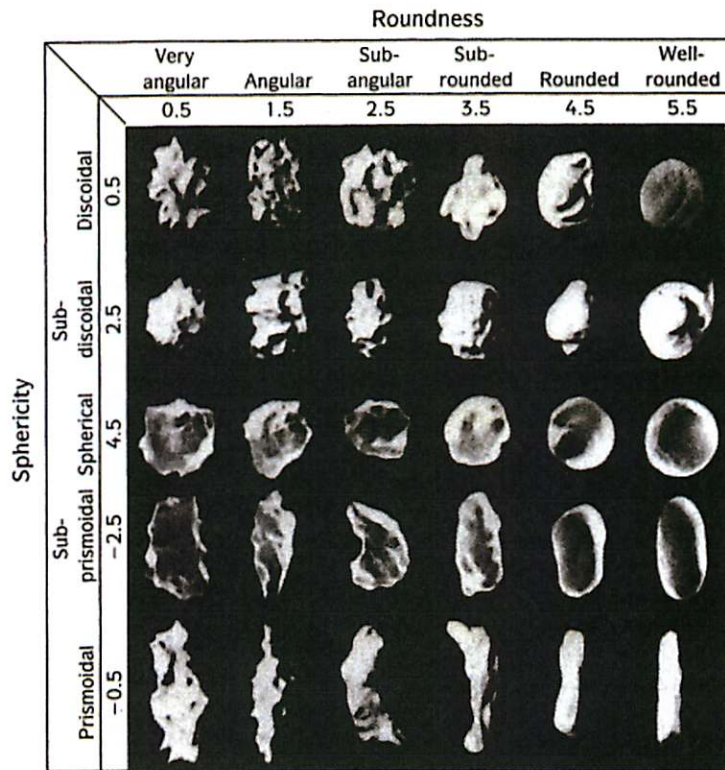 Roundness
Very angular
Angular
Sub-angular
Sub-rounded
Rounded
Well-rounded
0.5
1.5
2.5
3.5
4.5
5.5
Sphericity
Discoidal
0.5
Sub-discoidal
2.5
Spherical
4.5
Sub-prismoidal
−2.5
Prismoidal
−0.5